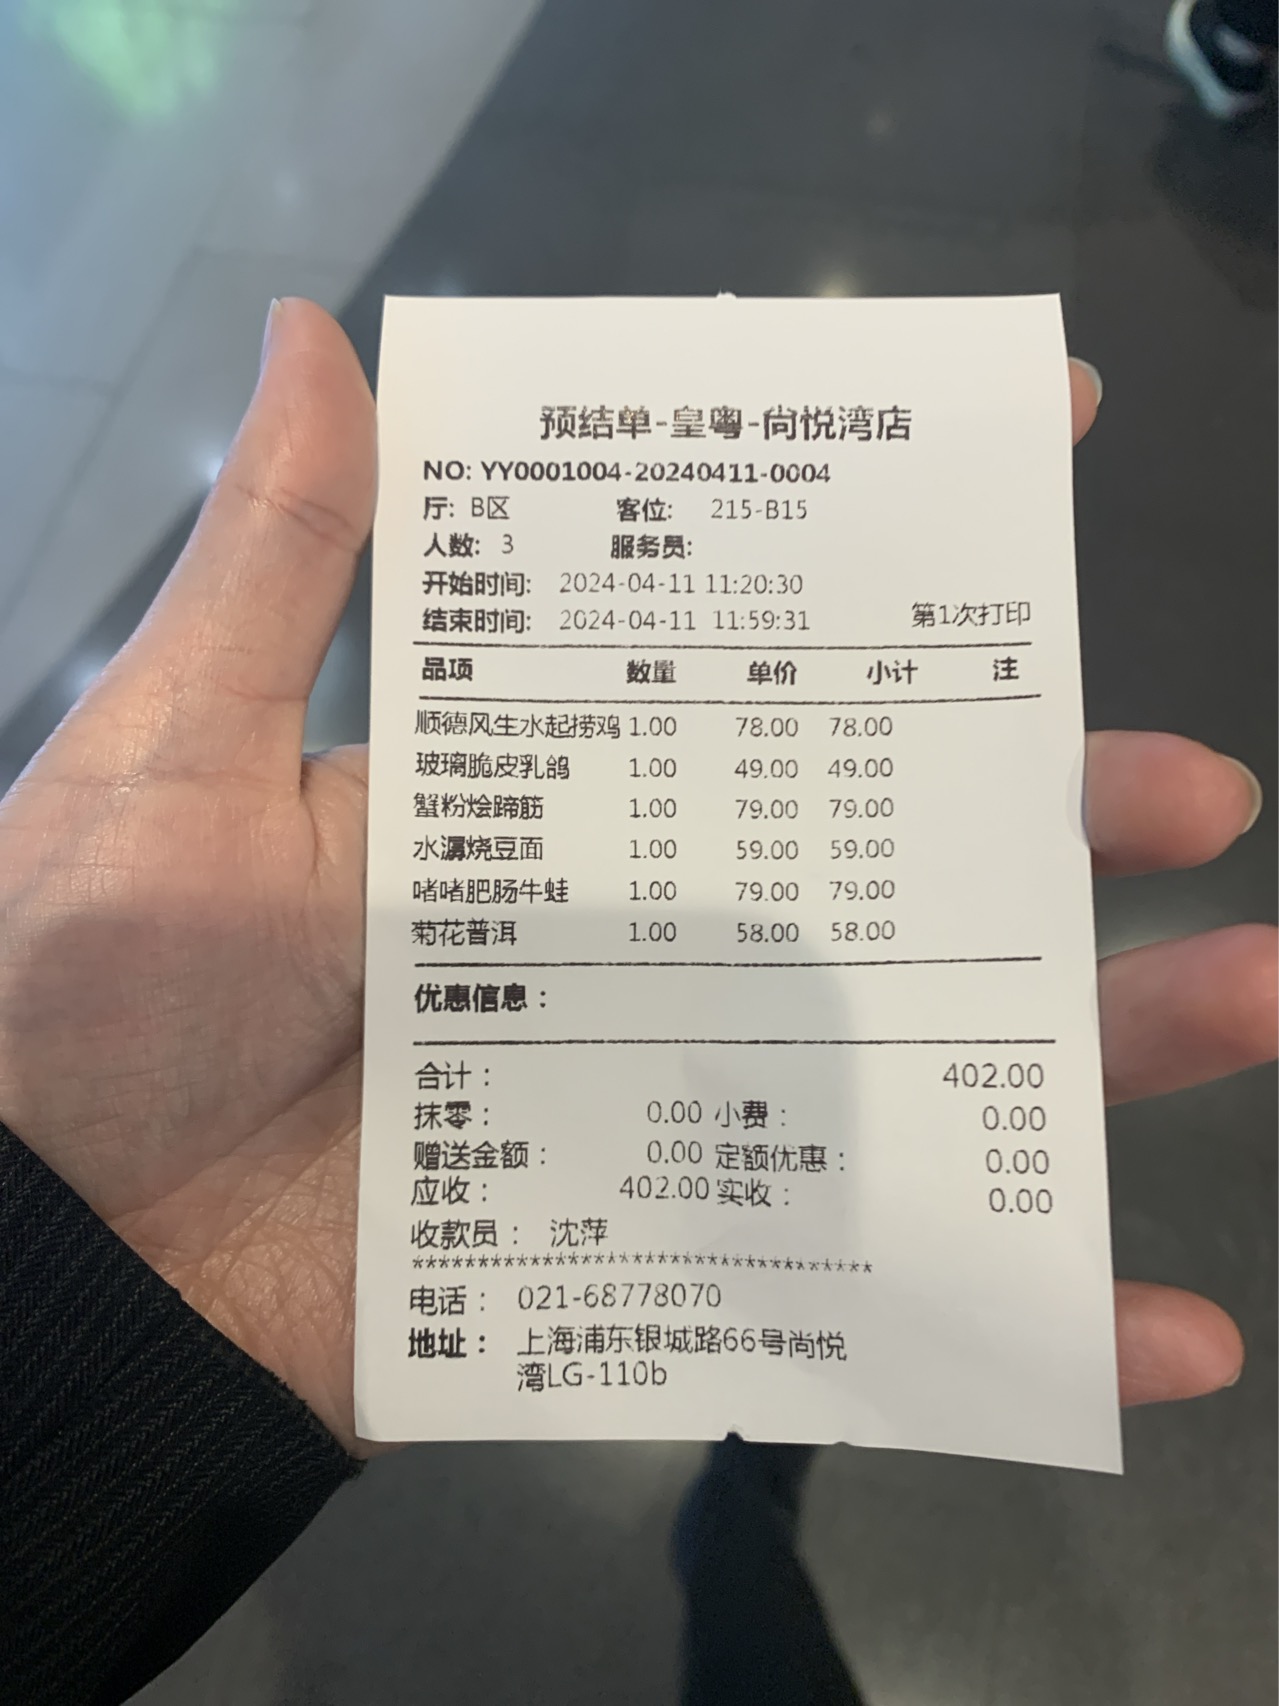 预结单-皇粤-尚悦湾店
NO: YY0001004-20240411-0004
厅: B区 客位: 215-B15
人数: 3 服务员:
开始时间: 2024-04-11 11:20:30
结束时间: 2024-04-11 11:59:31 第1次打印
品项 数量 单价 小计 注
顺德风生水起捞鸡 1.00 78.00 78.00
玻璃脆皮乳鸽 1.00 49.00 49.00
蟹粉烩蹄筋 1.00 79.00 79.00
水潺烧豆面 1.00 59.00 59.00
啫啫肥肠牛蛙 1.00 79.00 79.00
菊花普洱 1.00 58.00 58.00
优惠信息：
合计： 402.00
抹零： 0.00 小费： 0.00
赠送金额： 0.00 定额优惠： 0.00
应收： 402.00 实收： 0.00
收款员： 沈萍
************************************
电话： 021-68778070
地址： 上海浦东银城路66号尚悦
湾LG-110b